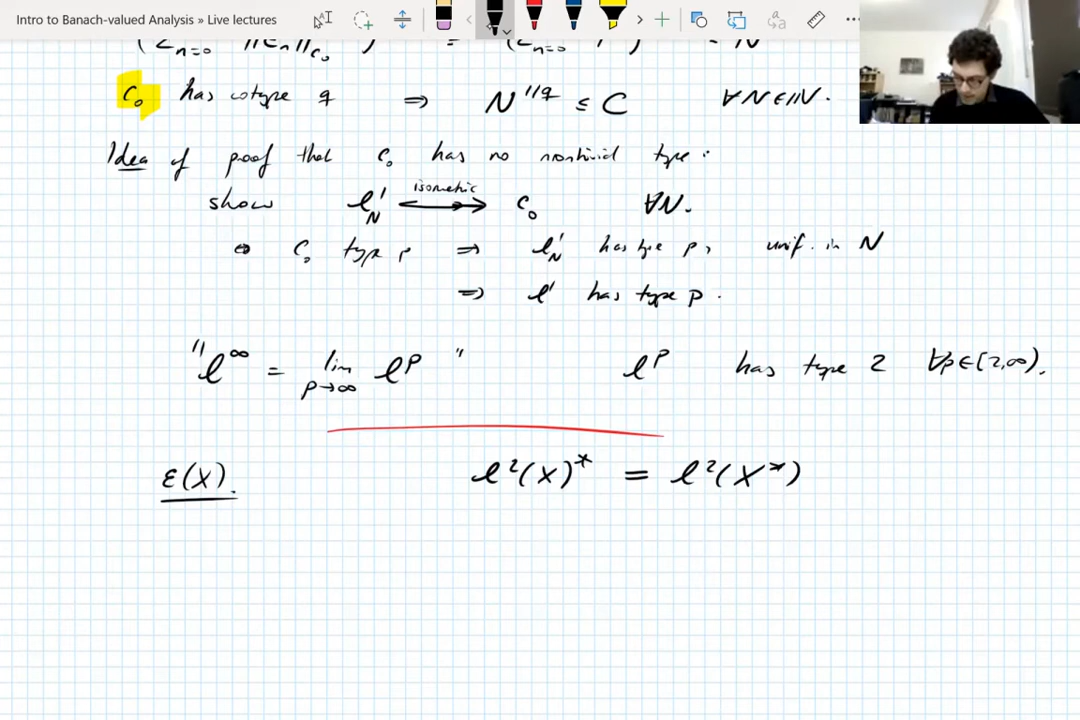 Intro to Banach-valued Analysis » Live lectures
C₀ has cotype q ⇒ N^{1/q} ≤ C ∀N∈ℕ.
Idea of proof that C₀ has no nontrivial type.
show ℓ¹_N ⟷ isometric C₀ ∀N.
⇒ C₀ type p ⇒ ℓ¹_N has type p, unif. in N
⇒ ℓ¹ has type p.
"ℓ^∞ = lim_{p→∞} ℓ^p" ℓ^p has type 2 ∀p∈[2,∞).
ε(X). ℓ²(X)* = ℓ²(X*)